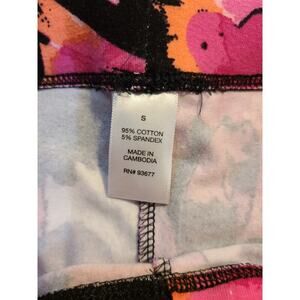 S
95% COTTON
5% SPANDEX
MADE IN
CAMBODIA
RN# 93677